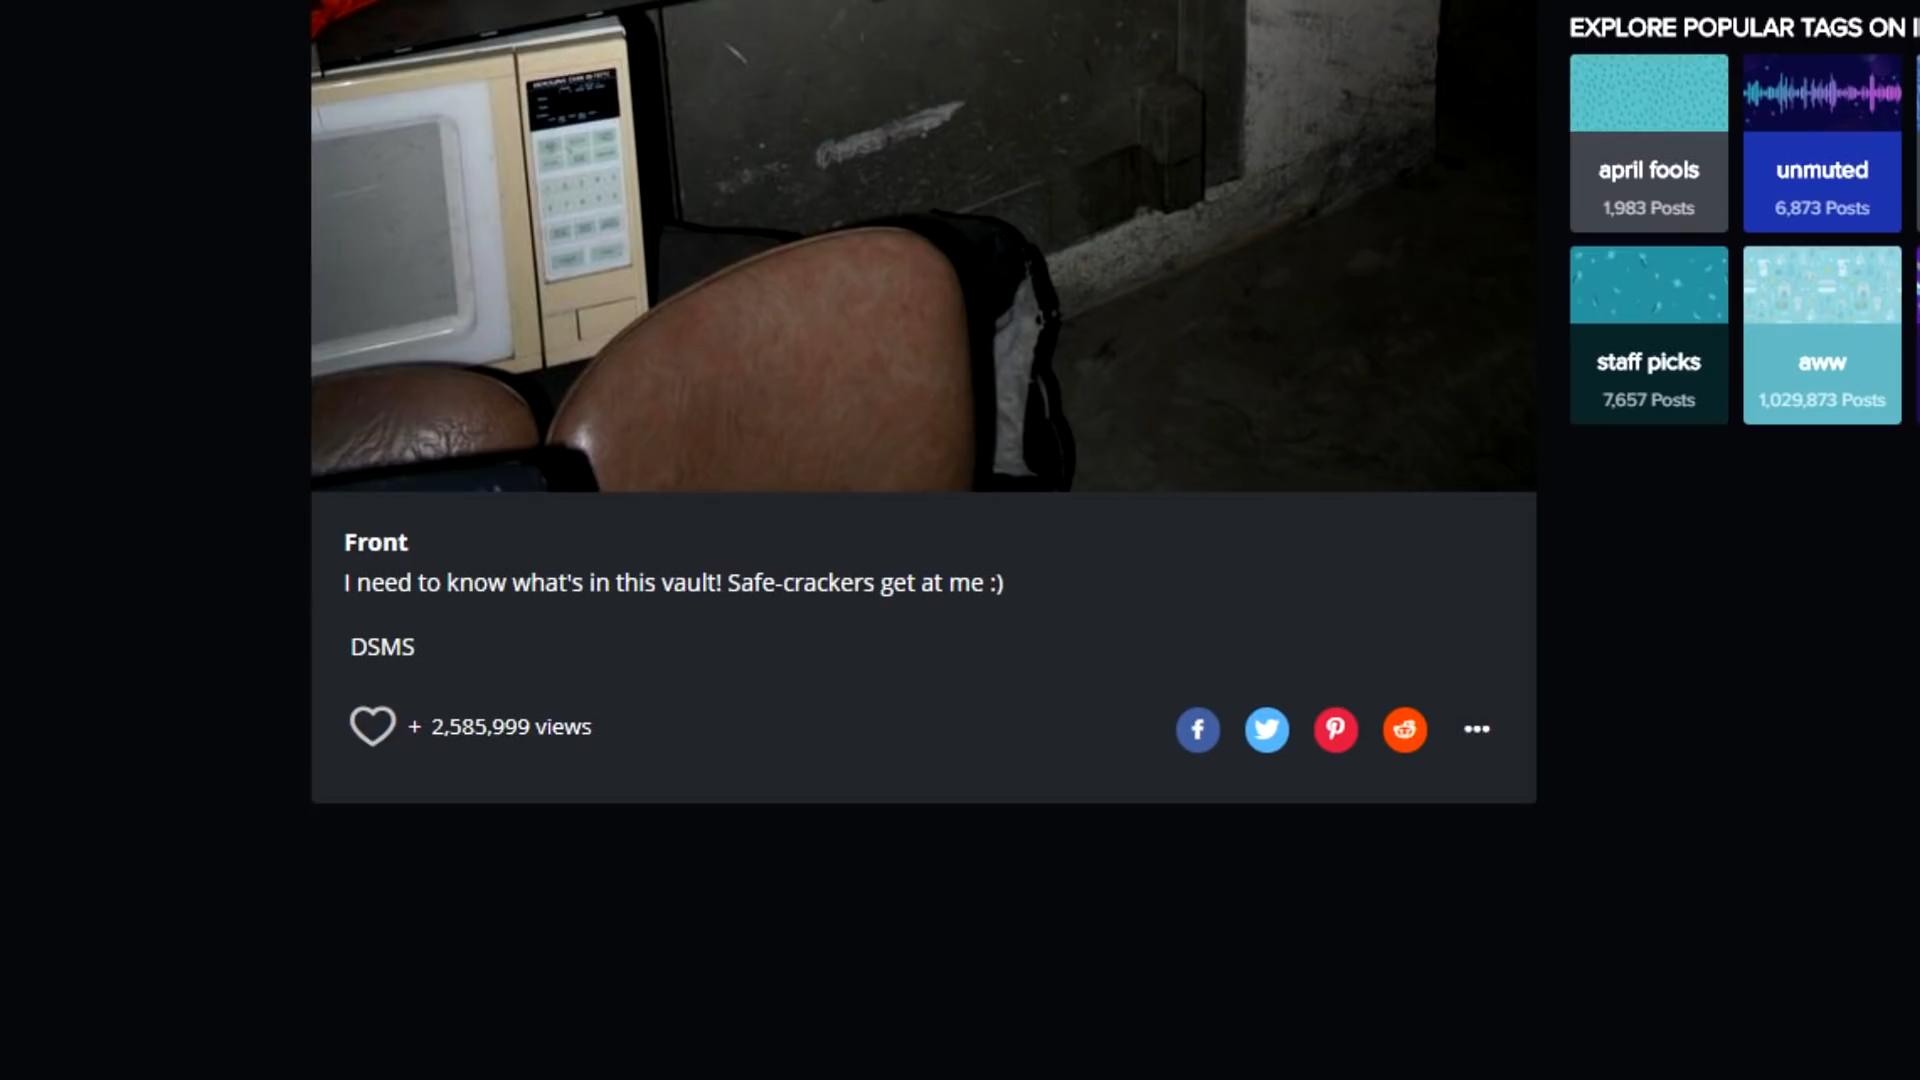 EXPLORE POPULAR TAGS ON
april fools
1,983 Posts
unmuted
6,873 Posts
staff picks
7,657 Posts
aww
1,029,873 Posts
Front
I need to know what's in this vault! Safe-crackers get at me :)
DSMS
+ 2,585,999 views